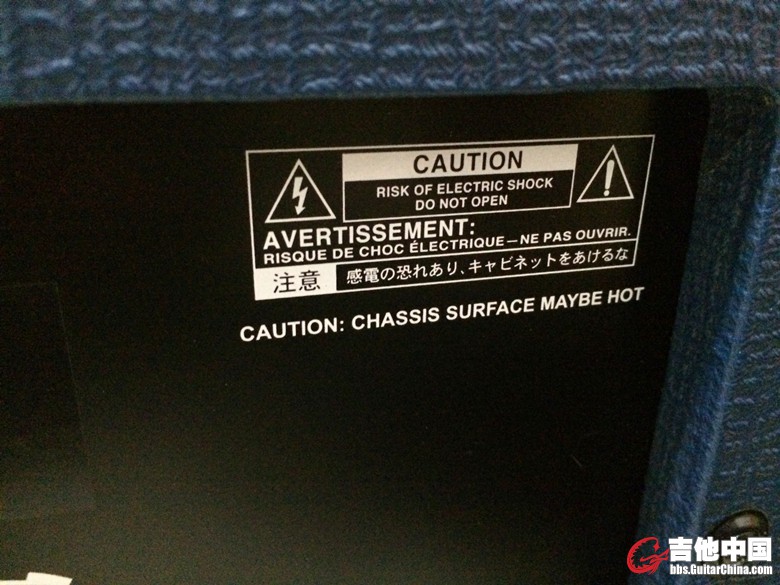 CAUTION
RISK OF ELECTRIC SHOCK
DO NOT OPEN
AVERTISSEMENT:
RISQUE DE CHOC ÉLECTRIQUE—NE PAS OUVRIR.
注意 感電の恐れあり、キャビネットをあけるな
CAUTION: CHASSIS SURFACE MAYBE HOT
吉他中国
bbs.GuitarChina.com